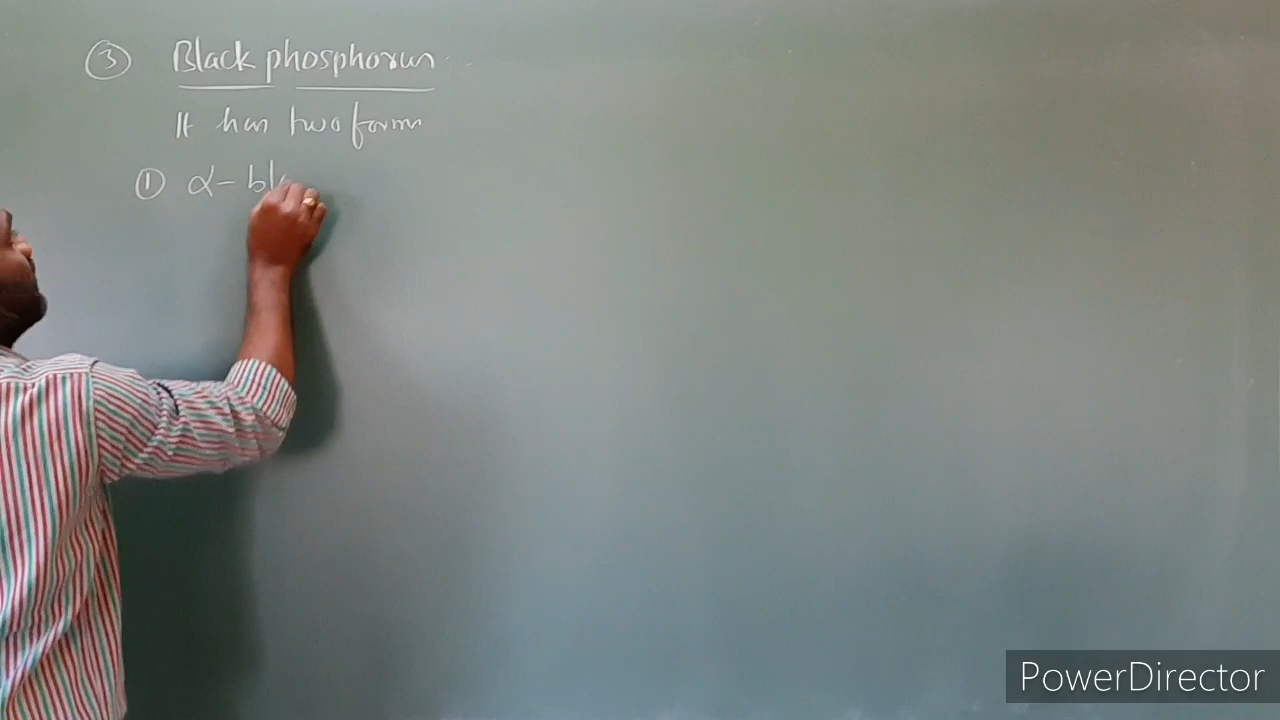 ③ Black phosphorus
It has two forms
① α- bl
PowerDirector